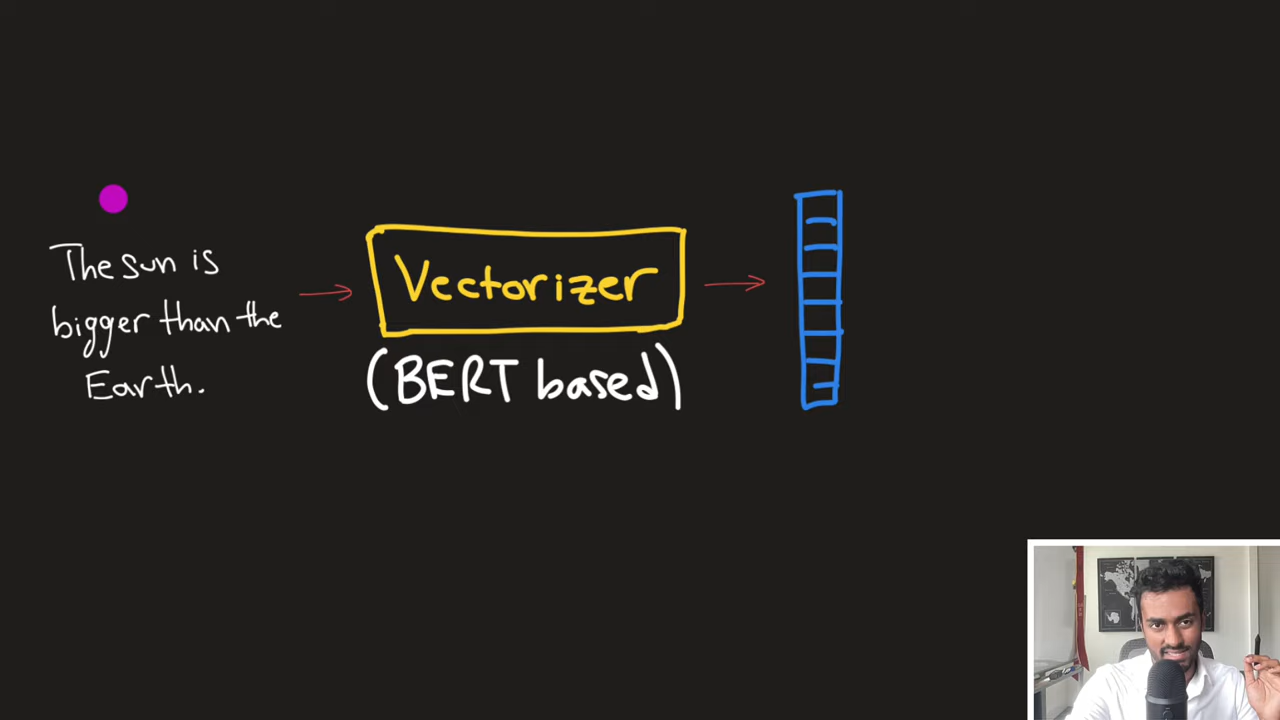 The sun is
bigger than the
Earth.
Vectorizer
(BERT based)